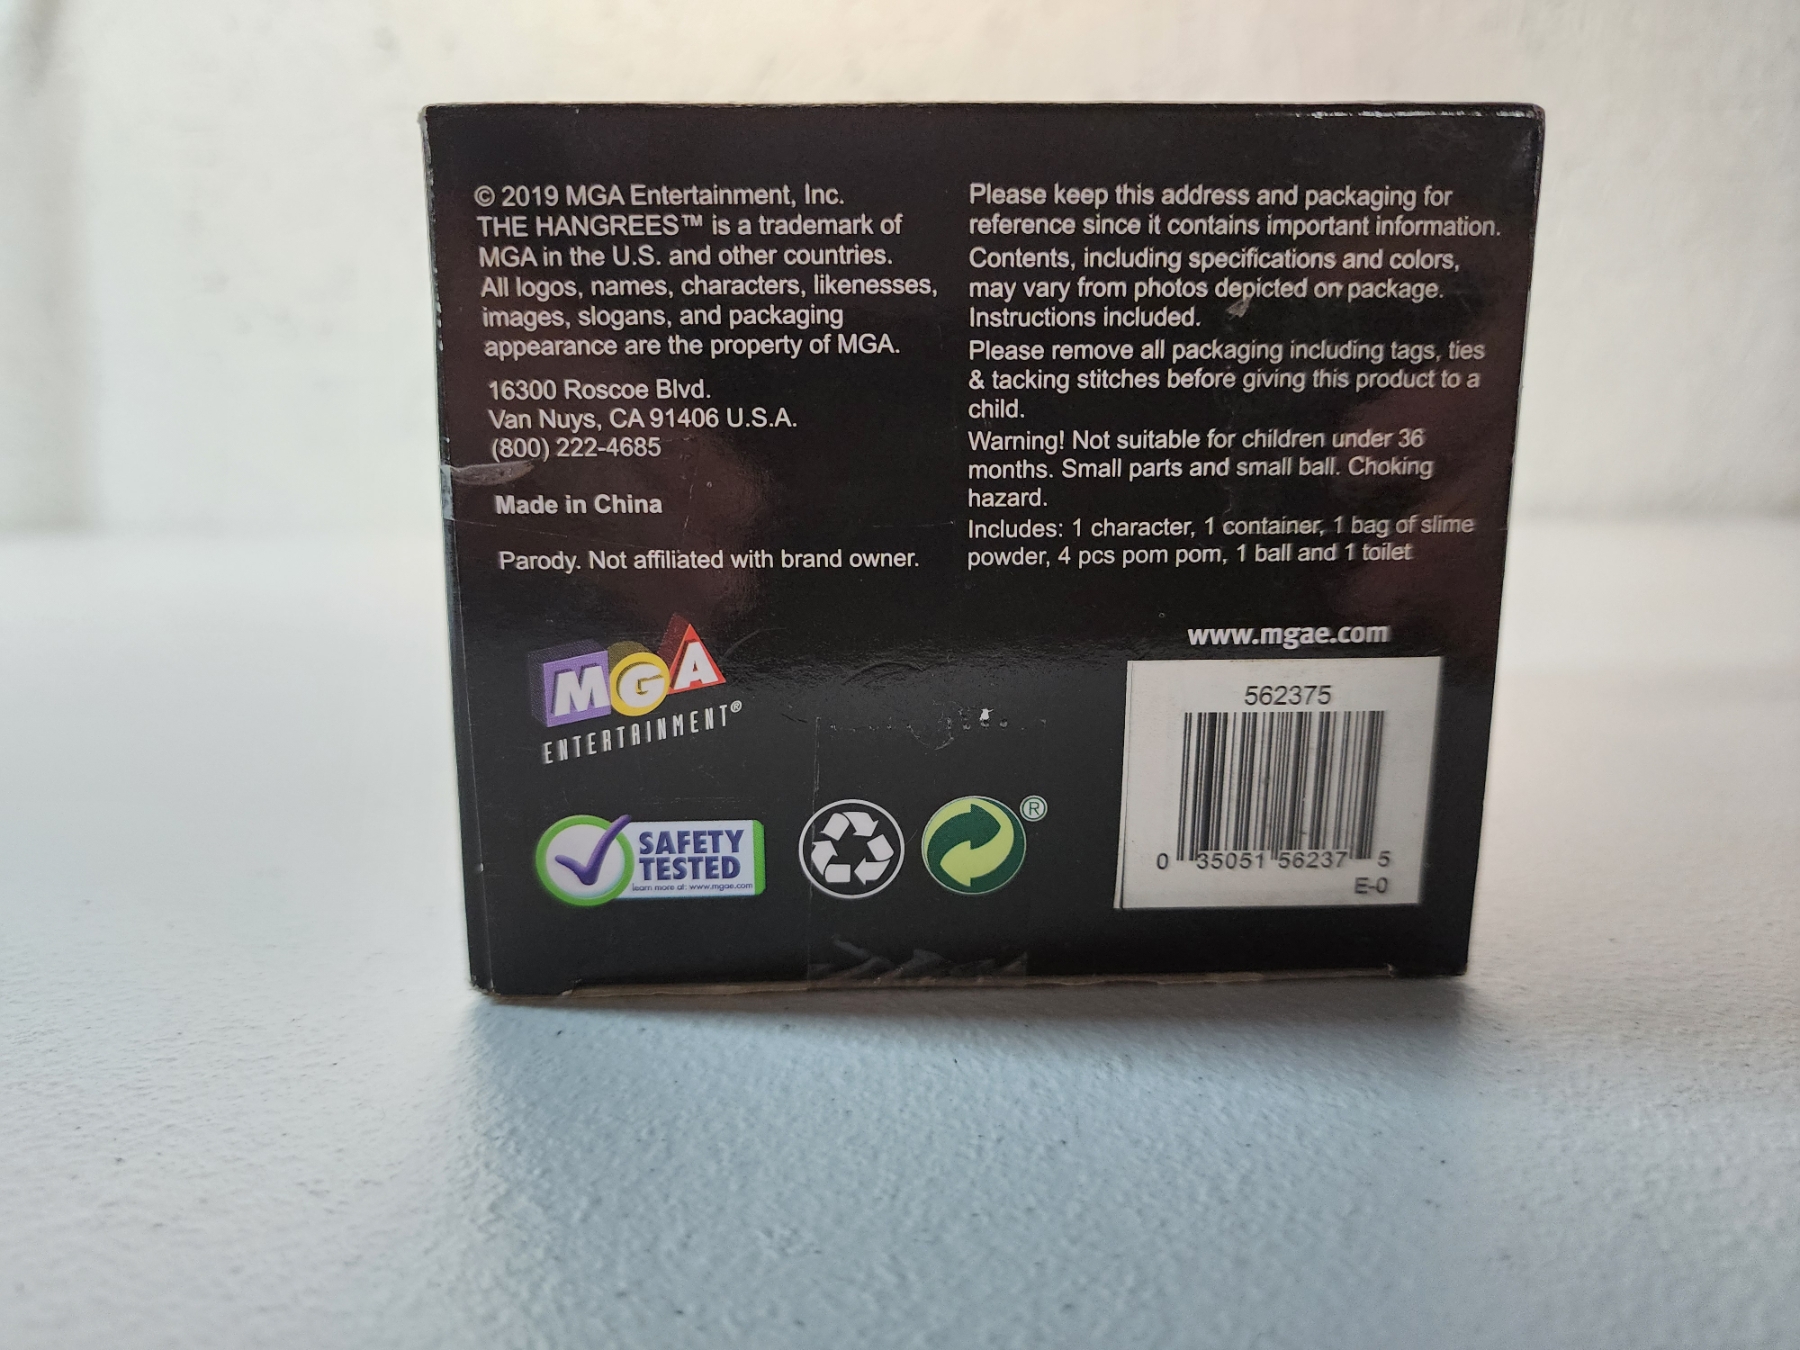 © 2019 MGA Entertainment, Inc.
THE HANGREES™ is a trademark of
MGA in the U.S. and other countries.
All logos, names, characters, likenesses,
images, slogans, and packaging
appearance are the property of MGA.
16300 Roscoe Blvd.
Van Nuys, CA 91406 U.S.A.
(800) 222-4685
Made in China
Parody. Not affiliated with brand owner.
Please keep this address and packaging for
reference since it contains important information.
Contents, including specifications and colors,
may vary from photos depicted on package.
Instructions included.
Please remove all packaging including tags, ties
& tacking stitches before giving this product to a
child.
Warning! Not suitable for children under 36
months. Small parts and small ball. Choking
hazard.
Includes: 1 character, 1 container, 1 bag of slime
powder, 4 pcs pom pom, 1 ball and 1 toilet
MGA
ENTERTAINMENT®
SAFETY
TESTED
learn more at: www.mgae.com
®
www.mgae.com
562375
0 35051 56237 5
E-0